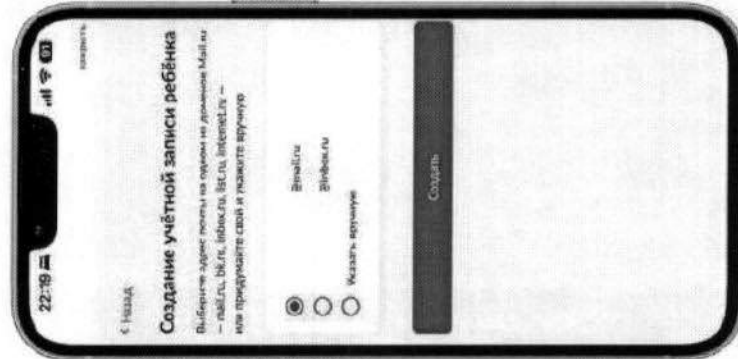 22:19
91
закрыть
< Назад
Создание учётной записи ребёнка
Выберите адрес почты на одном из доменов Mail.ru
— mail.ru, bk.ru, inbox.ru, list.ru, internet.ru —
или придумайте свой и укажите вручную
@mail.ru
@inbox.ru
Указать вручную
Создать